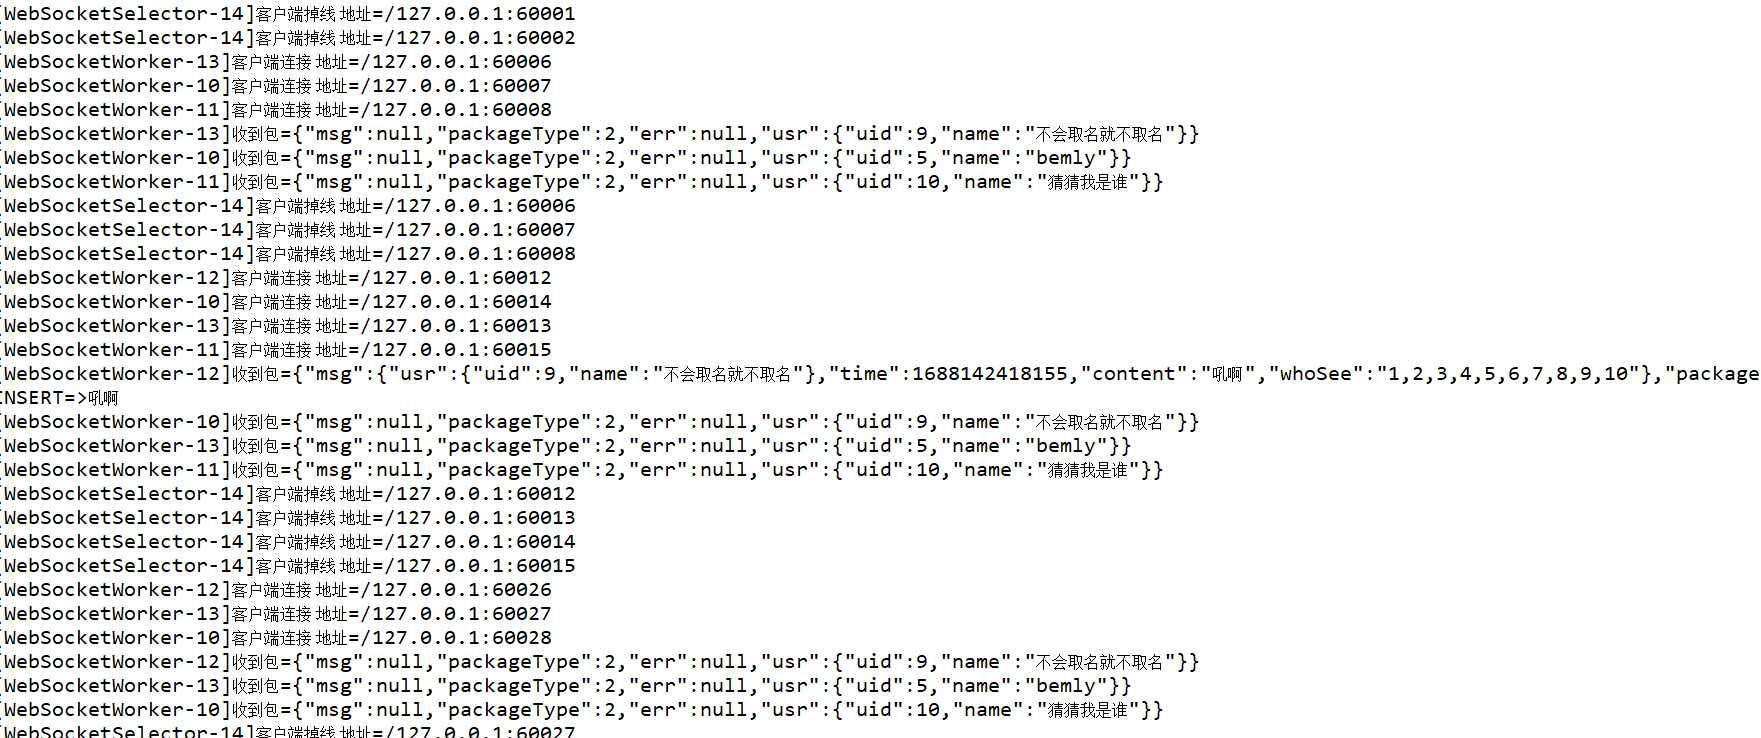 [WebSocketSelector-14]客户端掉线 地址=/127.0.0.1:60001
[WebSocketSelector-14]客户端掉线 地址=/127.0.0.1:60002
[WebSocketWorker-13]客户端连接 地址=/127.0.0.1:60006
[WebSocketWorker-10]客户端连接 地址=/127.0.0.1:60007
[WebSocketWorker-11]客户端连接 地址=/127.0.0.1:60008
[WebSocketWorker-13]收到包={"msg":null,"packageType":2,"err":null,"usr":{"uid":9,"name":"不会取名就不取名"}}
[WebSocketWorker-10]收到包={"msg":null,"packageType":2,"err":null,"usr":{"uid":5,"name":"bemly"}}
[WebSocketWorker-11]收到包={"msg":null,"packageType":2,"err":null,"usr":{"uid":10,"name":"猜猜我是谁"}}
[WebSocketSelector-14]客户端掉线 地址=/127.0.0.1:60006
[WebSocketSelector-14]客户端掉线 地址=/127.0.0.1:60007
[WebSocketSelector-14]客户端掉线 地址=/127.0.0.1:60008
[WebSocketWorker-12]客户端连接 地址=/127.0.0.1:60012
[WebSocketWorker-10]客户端连接 地址=/127.0.0.1:60014
[WebSocketWorker-13]客户端连接 地址=/127.0.0.1:60013
[WebSocketWorker-11]客户端连接 地址=/127.0.0.1:60015
[WebSocketWorker-12]收到包={"msg":{"usr":{"uid":9,"name":"不会取名就不取名"},"time":1688142418155,"content":"吼啊","whoSee":"1,2,3,4,5,6,7,8,9,10"},"package
INSERT=>吼啊
[WebSocketWorker-10]收到包={"msg":null,"packageType":2,"err":null,"usr":{"uid":9,"name":"不会取名就不取名"}}
[WebSocketWorker-13]收到包={"msg":null,"packageType":2,"err":null,"usr":{"uid":5,"name":"bemly"}}
[WebSocketWorker-11]收到包={"msg":null,"packageType":2,"err":null,"usr":{"uid":10,"name":"猜猜我是谁"}}
[WebSocketSelector-14]客户端掉线 地址=/127.0.0.1:60012
[WebSocketSelector-14]客户端掉线 地址=/127.0.0.1:60013
[WebSocketSelector-14]客户端掉线 地址=/127.0.0.1:60014
[WebSocketSelector-14]客户端掉线 地址=/127.0.0.1:60015
[WebSocketWorker-12]客户端连接 地址=/127.0.0.1:60026
[WebSocketWorker-13]客户端连接 地址=/127.0.0.1:60027
[WebSocketWorker-10]客户端连接 地址=/127.0.0.1:60028
[WebSocketWorker-12]收到包={"msg":null,"packageType":2,"err":null,"usr":{"uid":9,"name":"不会取名就不取名"}}
[WebSocketWorker-13]收到包={"msg":null,"packageType":2,"err":null,"usr":{"uid":5,"name":"bemly"}}
[WebSocketWorker-10]收到包={"msg":null,"packageType":2,"err":null,"usr":{"uid":10,"name":"猜猜我是谁"}}
[WebSocketSelector-14]客户端掉线 地址=/127.0.0.1:60027